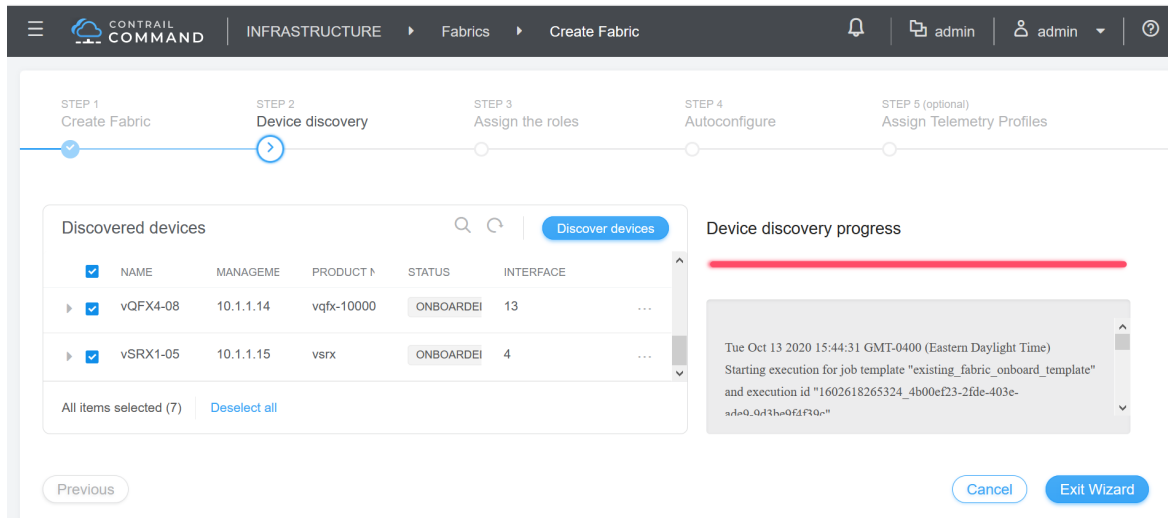 CONTRAIL
COMMAND
INFRASTRUCTURE
Fabrics
Create Fabric
admin
admin
STEP 1
Create Fabric
STEP 2
Device discovery
STEP 3
Assign the roles
STEP 4
Autoconfigure
STEP 5 (optional)
Assign Telemetry Profiles
Discovered devices
Discover devices
NAME MANAGEME PRODUCT N STATUS INTERFACE
vQFX4-08 10.1.1.14 vqfx-10000 ONBOARDE 13 ...
vSRX1-05 10.1.1.15 vsrx ONBOARDE 4 ...
All items selected (7) Deselect all
Device discovery progress
Tue Oct 13 2020 15:44:31 GMT-0400 (Eastern Daylight Time)
Starting execution for job template "existing_fabric_onboard_template"
and execution id "1602618265324_4b00ef23-2fde-403e-
ade9-9d3be9f4f39c"
Previous
Cancel
Exit Wizard